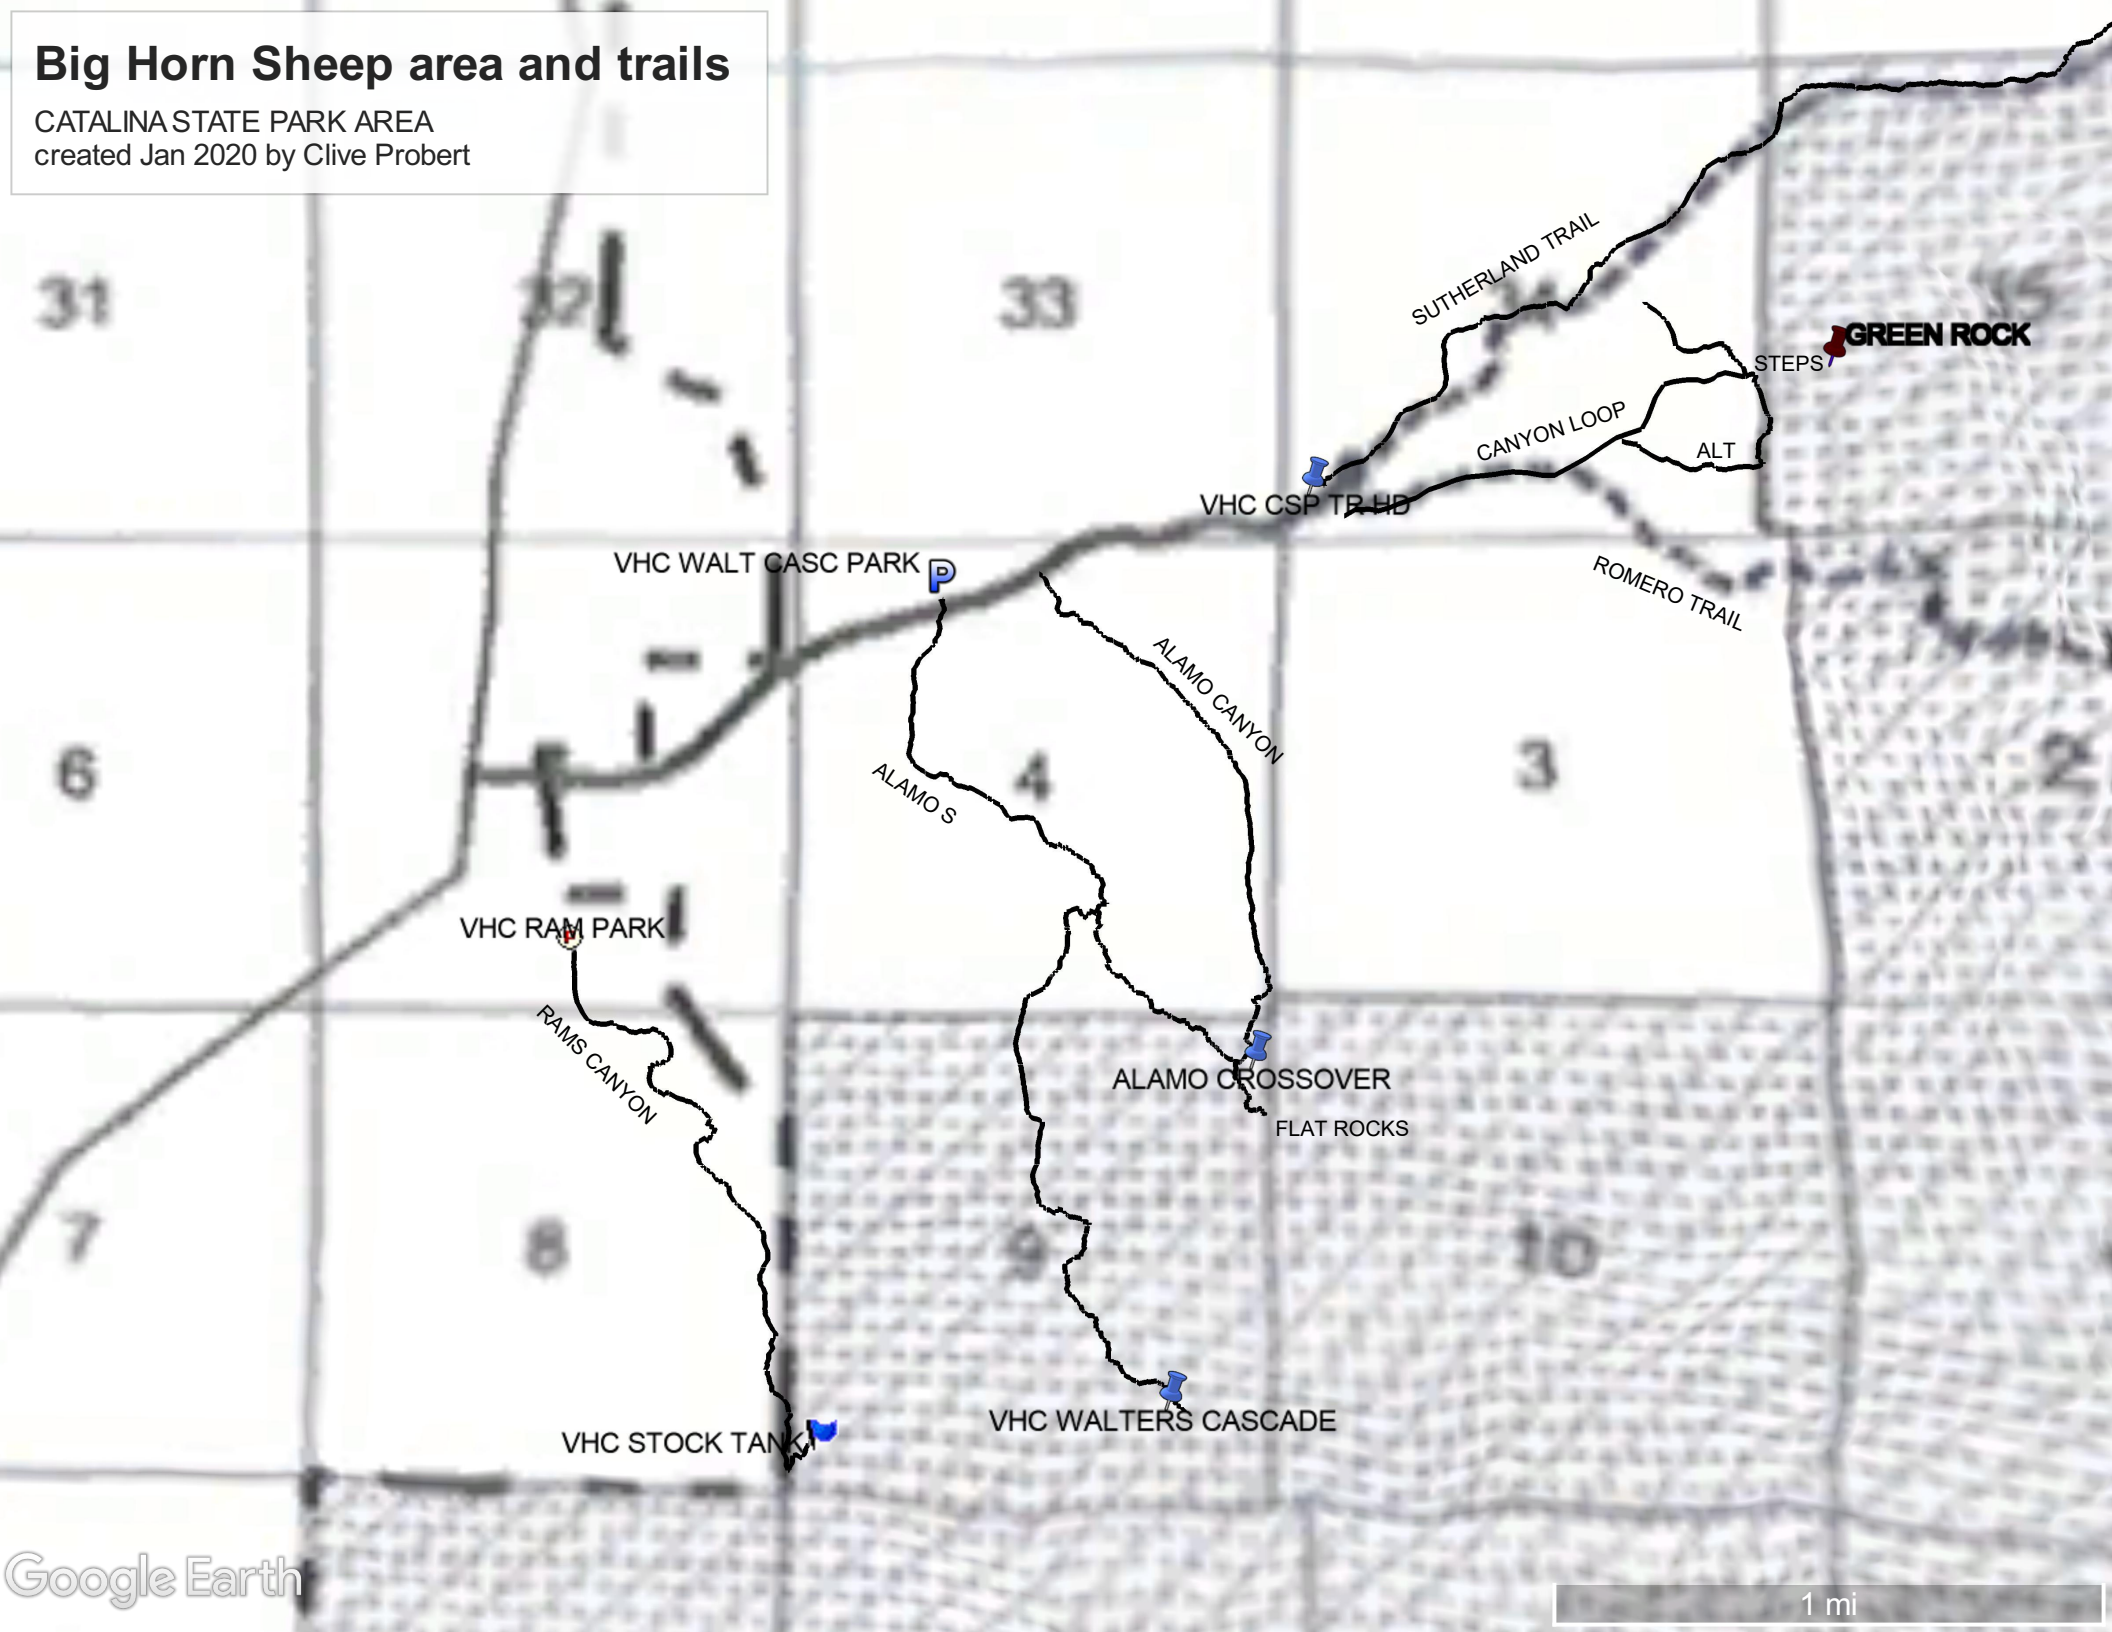 Big Horn Sheep area and trails
CATALINA STATE PARK AREA
created Jan 2020 by Clive Probert
31
32
33
SUTHERLAND TRAIL
34
35
GREEN ROCK
STEPS
CANYON LOOP
ALT
VHC CSP TR HD
VHC WALT CASC PARK
P
ROMERO TRAIL
ALAMO CANYON
6
ALAMO S
4
3
2
VHC RAM PARK
P
RAMS CANYON
ALAMO CROSSOVER
FLAT ROCKS
7
8
9
10
VHC WALTERS CASCADE
VHC STOCK TANK
Google Earth
1 mi